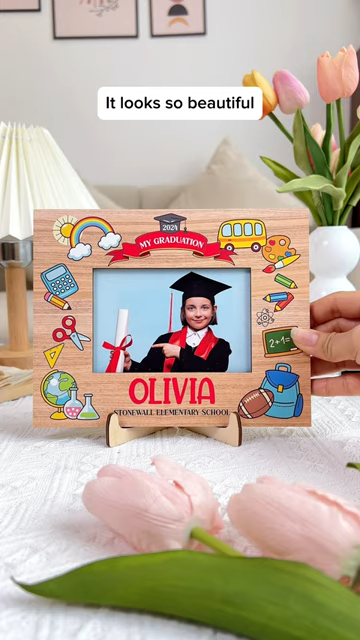 It looks so beautiful
2024
MY GRADUATION
2+1=
OLIVIA
STONEWALL ELEMENTARY SCHOOL